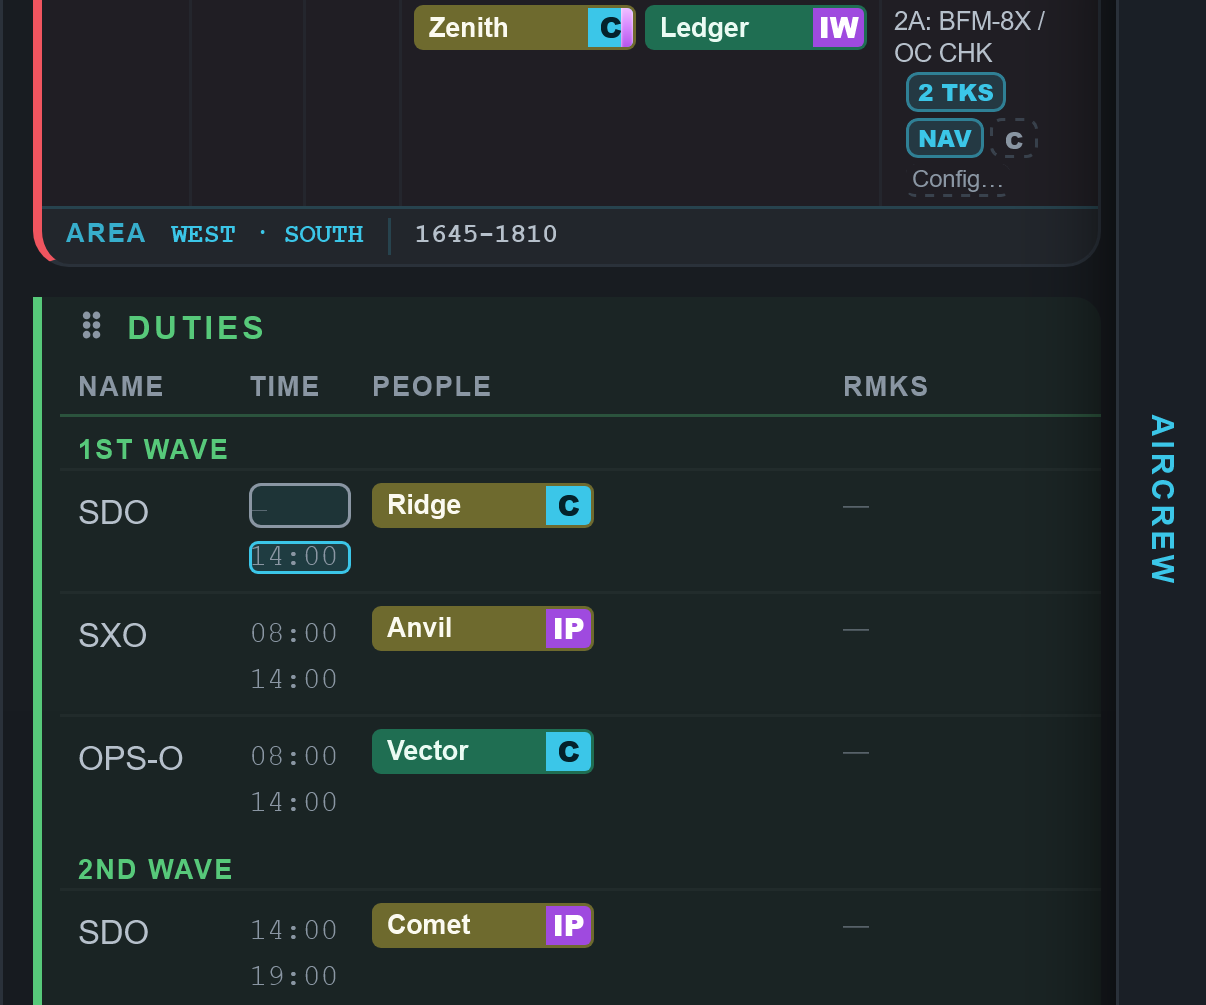 Zenith C Ledger IW 2A: BFM-8X /
OC CHK
2 TKS
NAV C
Config…
AREA WEST · SOUTH 1645–1810
DUTIES
NAME TIME PEOPLE RMKS
1ST WAVE
SDO — Ridge C —
14:00
SXO 08:00 Anvil IP —
14:00
OPS-O 08:00 Vector C —
14:00
2ND WAVE
SDO 14:00 Comet IP —
19:00
AIRCREW